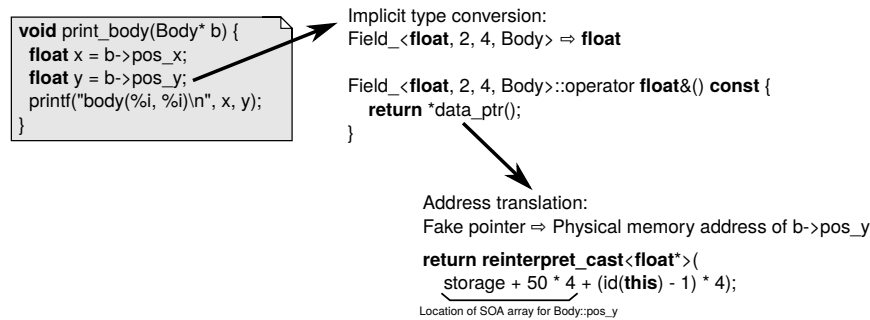 void print_body(Body* b) {
float x = b->pos_x;
float y = b->pos_y;
printf("body(%i, %i)\n", x, y);
}
Implicit type conversion:
Field_<float, 2, 4, Body> ⇨ float
Field_<float, 2, 4, Body>::operator float&() const {
return *data_ptr();
}
Address translation:
Fake pointer ⇨ Physical memory address of b->pos_y
return reinterpret_cast<float*>(
storage + 50 * 4 + (id(this) - 1) * 4);
Location of SOA array for Body::pos_y